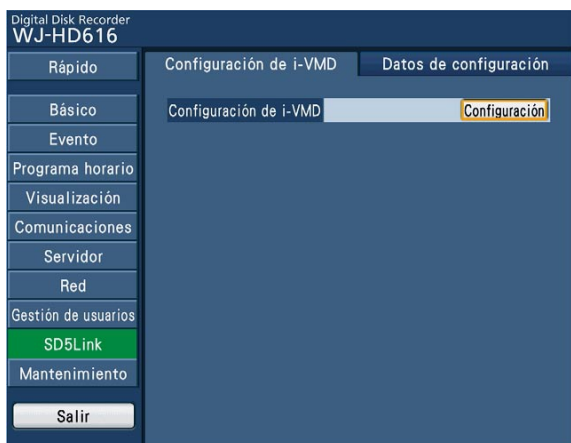 Digital Disk Recorder
WJ-HD616
Rápido
Configuración de i-VMD
Datos de configuración
Básico
Configuración de i-VMD
Configuración
Evento
Programa horario
Visualización
Comunicaciones
Servidor
Red
Gestión de usuarios
SD5Link
Mantenimiento
Salir